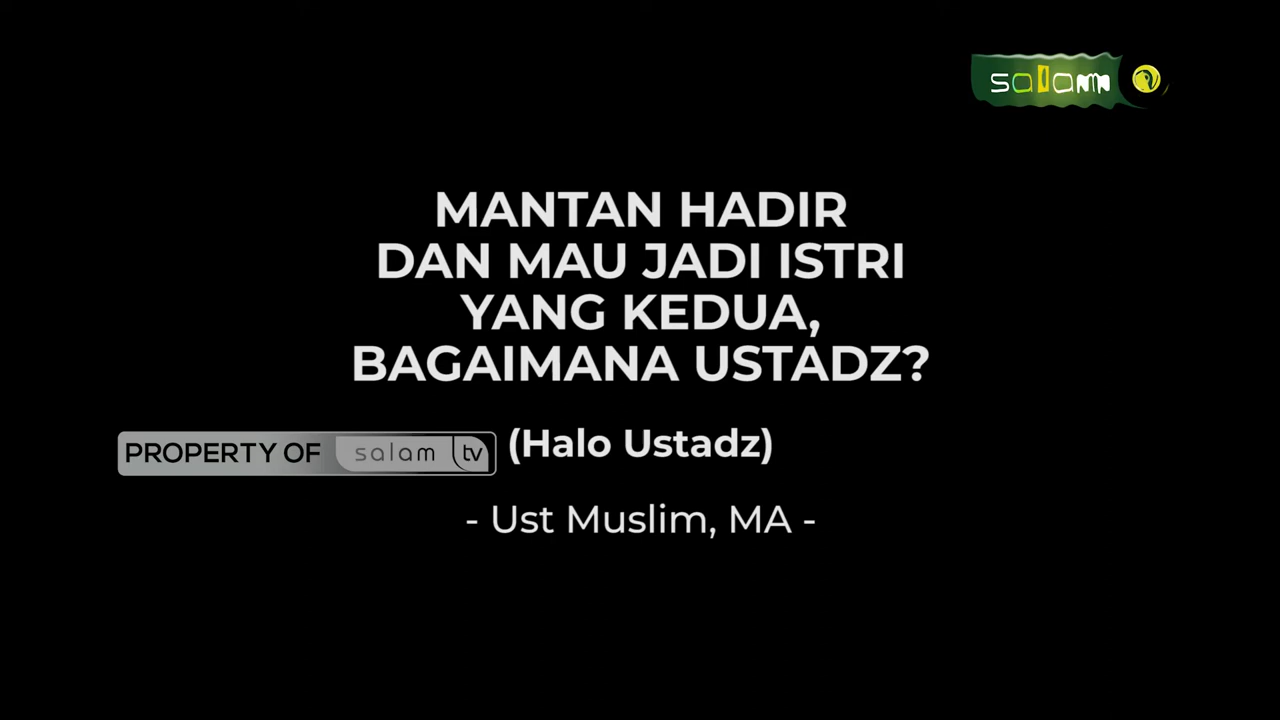 salam
MANTAN HADIR
DAN MAU JADI ISTRI
YANG KEDUA,
BAGAIMANA USTADZ?
(Halo Ustadz)
PROPERTY OF salam tv
- Ust Muslim, MA -